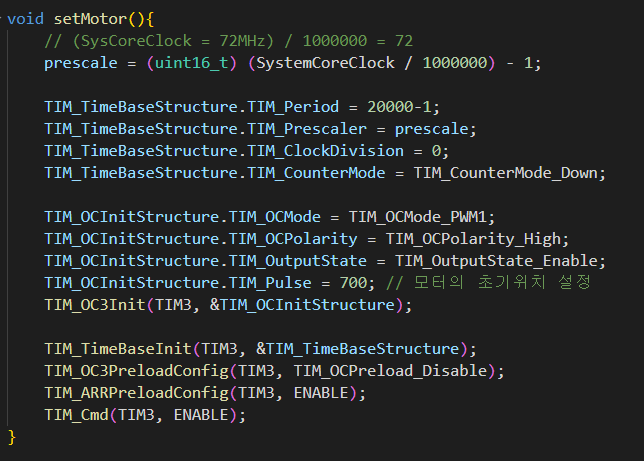 void setMotor(){
    // (SysCoreClock = 72MHz) / 1000000 = 72
    prescale = (uint16_t) (SystemCoreClock / 1000000) - 1;

    TIM_TimeBaseStructure.TIM_Period = 20000-1;
    TIM_TimeBaseStructure.TIM_Prescaler = prescale;
    TIM_TimeBaseStructure.TIM_ClockDivision = 0;
    TIM_TimeBaseStructure.TIM_CounterMode = TIM_CounterMode_Down;

    TIM_OCInitStructure.TIM_OCMode = TIM_OCMode_PWM1;
    TIM_OCInitStructure.TIM_OCPolarity = TIM_OCPolarity_High;
    TIM_OCInitStructure.TIM_OutputState = TIM_OutputState_Enable;
    TIM_OCInitStructure.TIM_Pulse = 700; // 모터의 초기위치 설정
    TIM_OC3Init(TIM3, &TIM_OCInitStructure);

    TIM_TimeBaseInit(TIM3, &TIM_TimeBaseStructure);
    TIM_OC3PreloadConfig(TIM3, TIM_OCPreload_Disable);
    TIM_ARRPreloadConfig(TIM3, ENABLE);
    TIM_Cmd(TIM3, ENABLE);
}